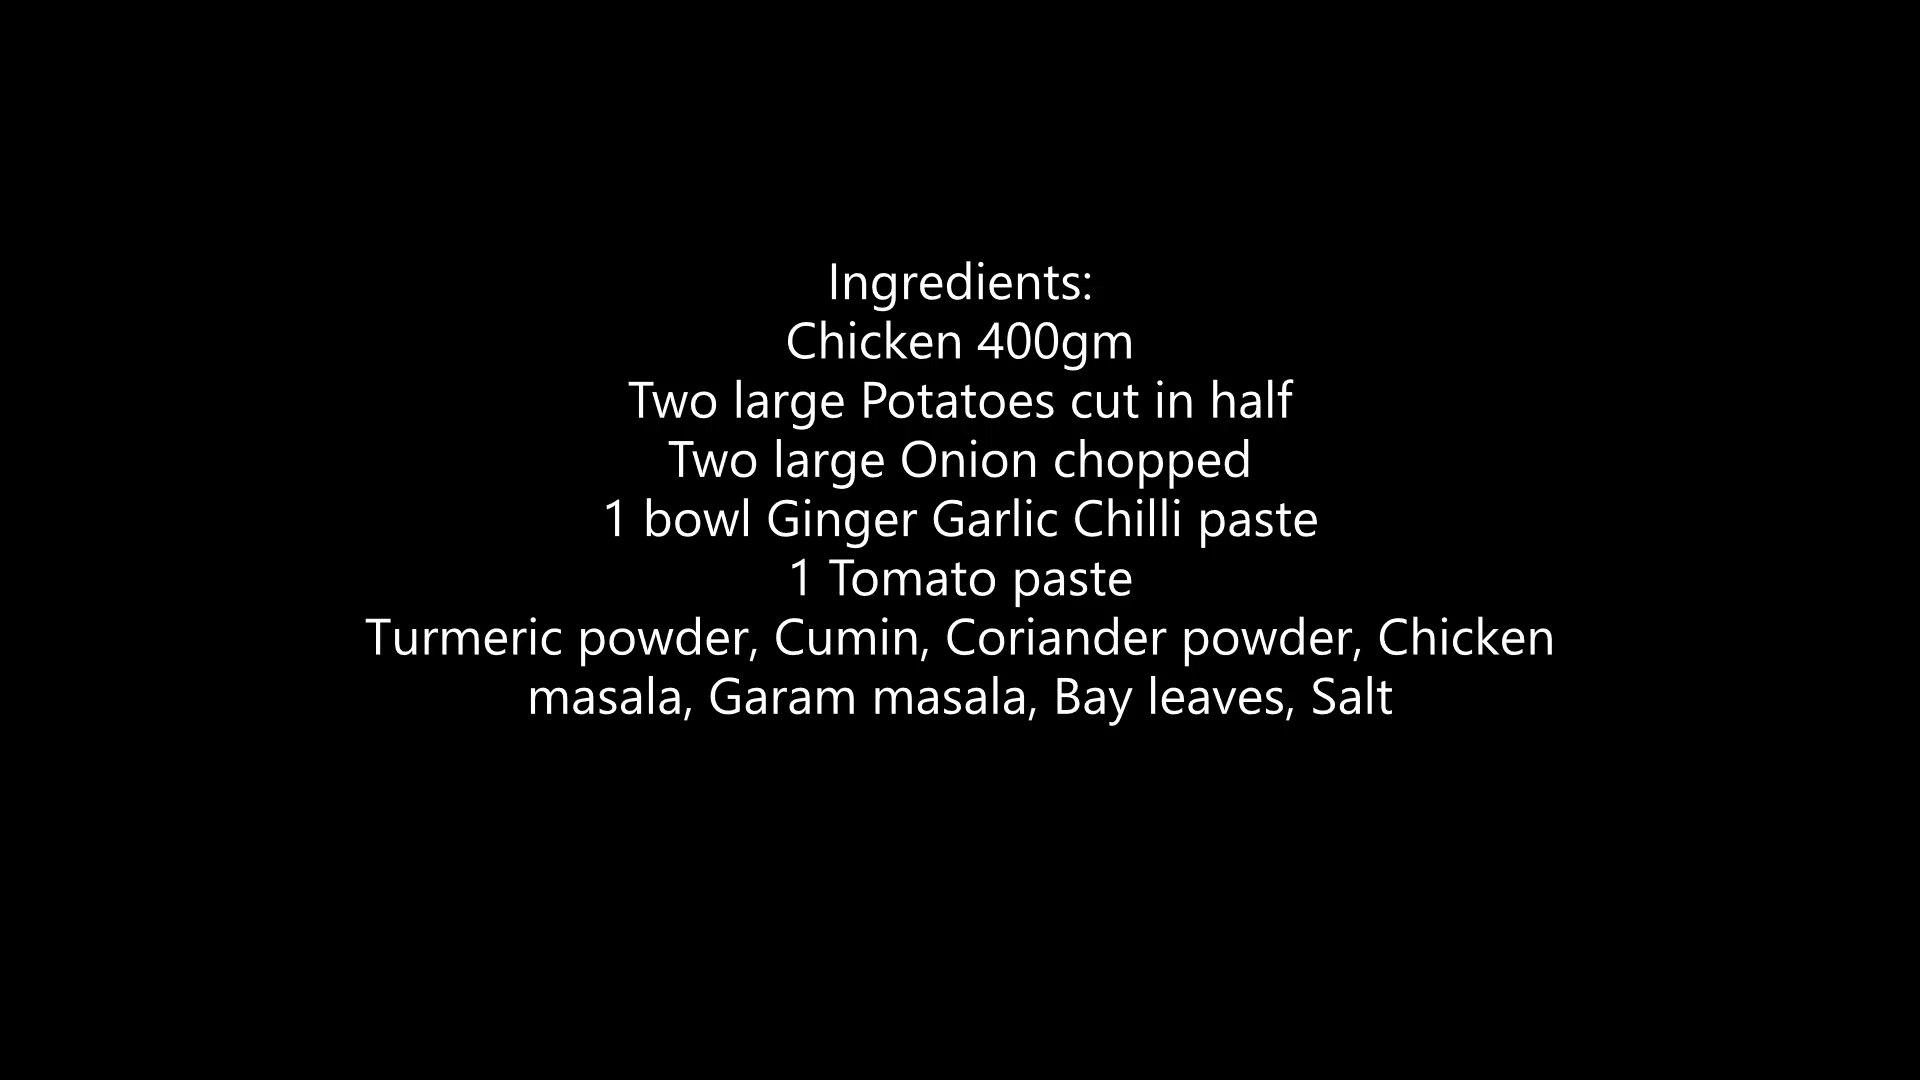 Ingredients:
Chicken 400gm
Two large Potatoes cut in half
Two large Onion chopped
1 bowl Ginger Garlic Chilli paste
1 Tomato paste
Turmeric powder, Cumin, Coriander powder, Chicken
masala, Garam masala, Bay leaves, Salt